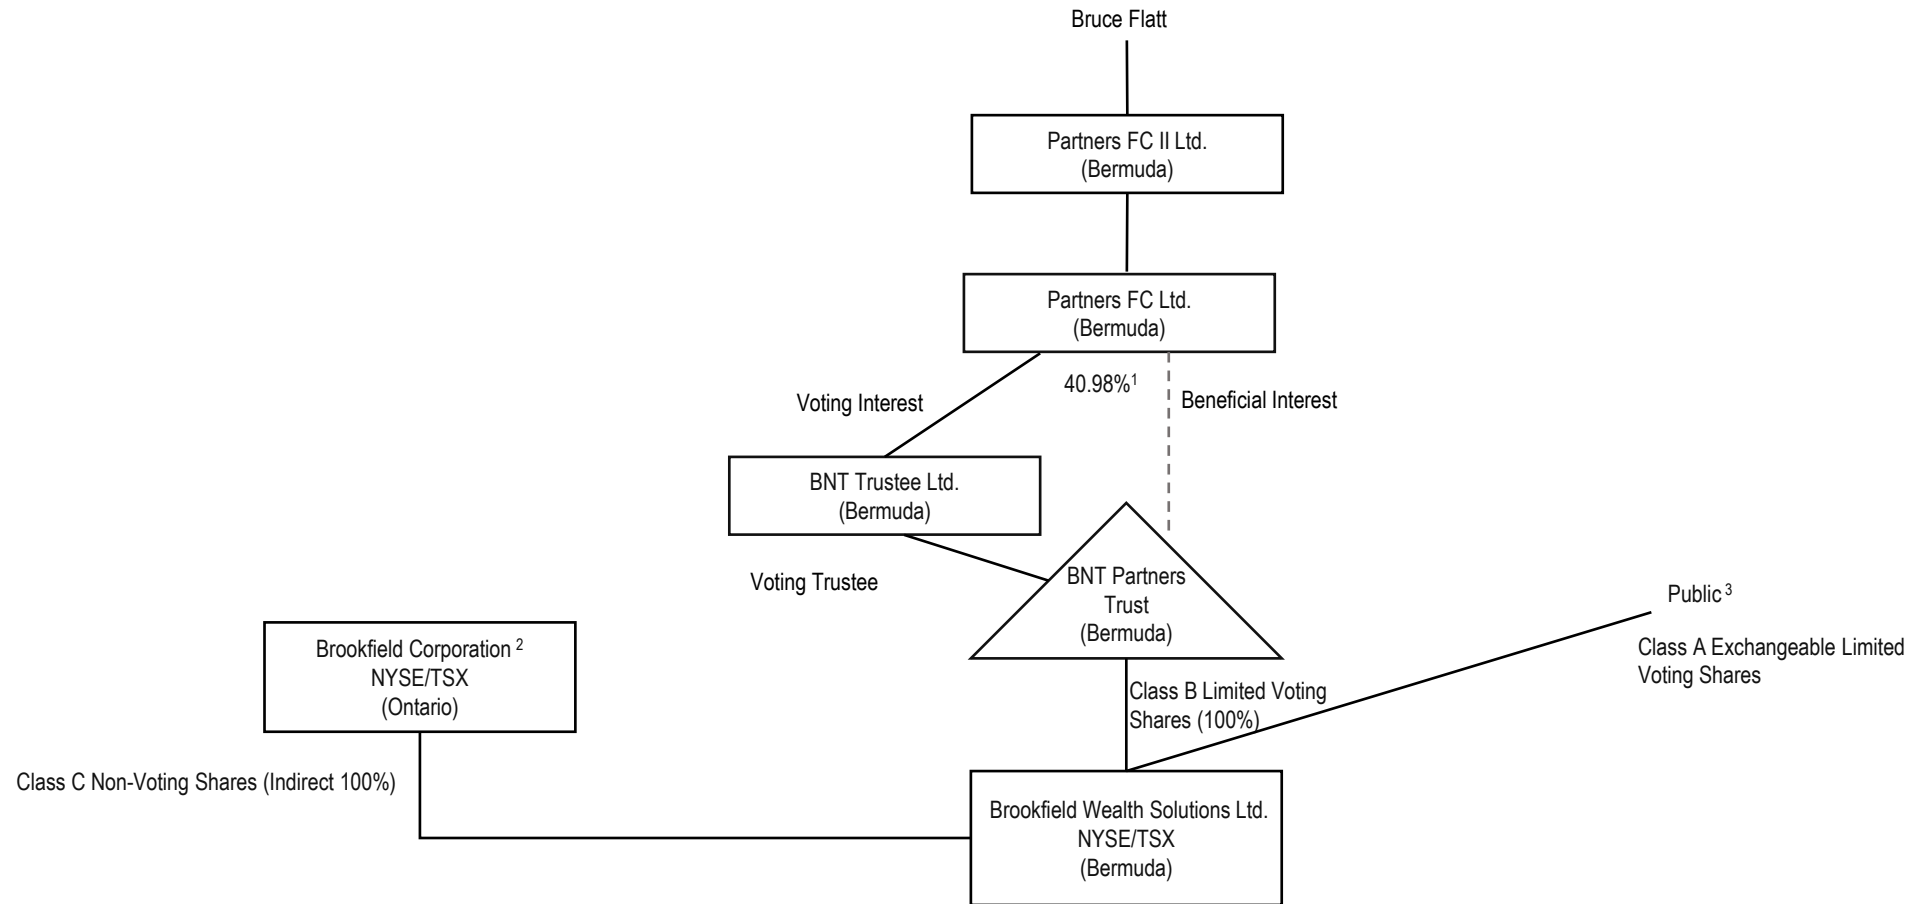 Bruce Flatt
Partners FC II Ltd.
(Bermuda)
Partners FC Ltd.
(Bermuda)
40.98%¹
Voting Interest
Beneficial Interest
BNT Trustee Ltd.
(Bermuda)
Voting Trustee
BNT Partners
Trust
(Bermuda)
Public ³
Class A Exchangeable Limited
Voting Shares
Brookfield Corporation ²
NYSE/TSX
(Ontario)
Class B Limited Voting
Shares (100%)
Class C Non-Voting Shares (Indirect 100%)
Brookfield Wealth Solutions Ltd.
NYSE/TSX
(Bermuda)